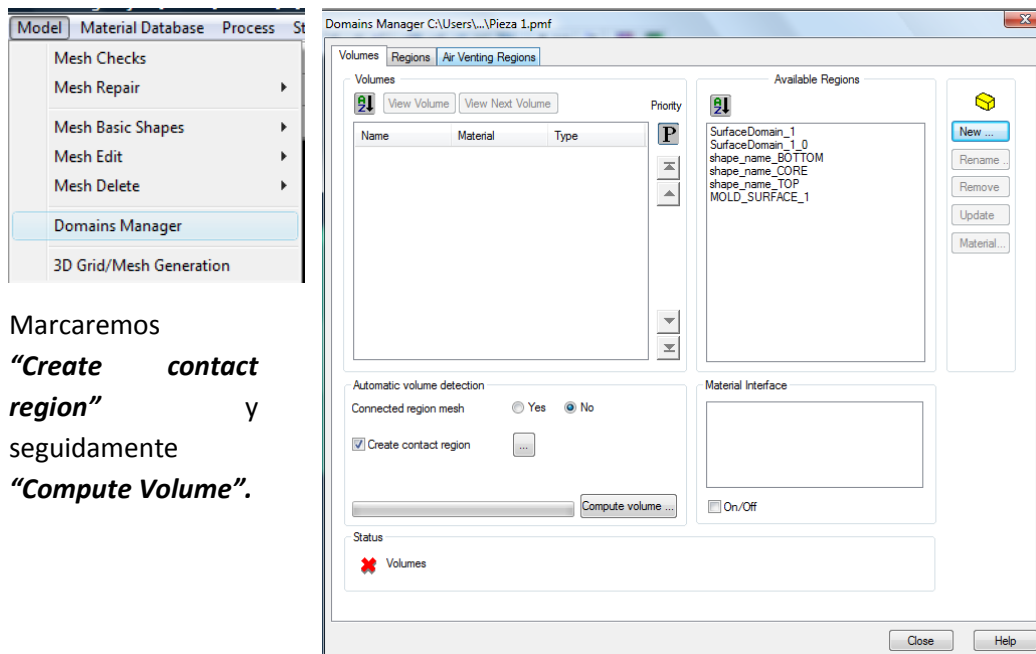 Model Material Database Process St
Mesh Checks
Mesh Repair
Mesh Basic Shapes
Mesh Edit
Mesh Delete
Domains Manager
3D Grid/Mesh Generation
Marcaremos
“Create contact
region” y
seguidamente
“Compute Volume”.
Domains Manager C:\Users\...\Pieza 1.pmf
Volumes Regions Air Venting Regions
Volumes
View Volume View Next Volume Priority
Name Material Type P
Available Regions
SurfaceDomain_1
SurfaceDomain_1_0
shape_name_BOTTOM
shape_name_CORE
shape_name_TOP
MOLD_SURFACE_1
New ...
Rename ..
Remove
Update
Material...
Automatic volume detection
Connected region mesh Yes No
Create contact region ...
Compute volume ...
Material Interface
On/Off
Status
Volumes
Close Help